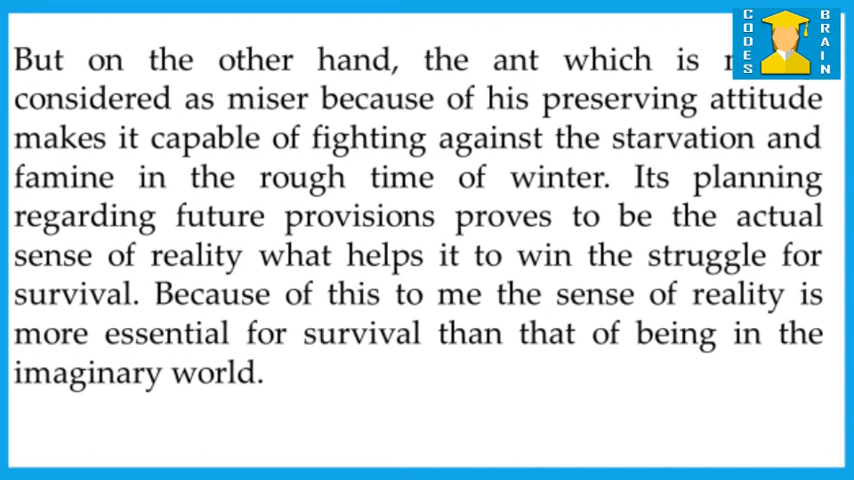 But on the other hand, the ant which is
considered as miser because of his preserving attitude
makes it capable of fighting against the starvation and
famine in the rough time of winter. Its planning
regarding future provisions proves to be the actual
sense of reality what helps it to win the struggle for
survival. Because of this to me the sense of reality is
more essential for survival than that of being in the
imaginary world.
CODES
BRAIN